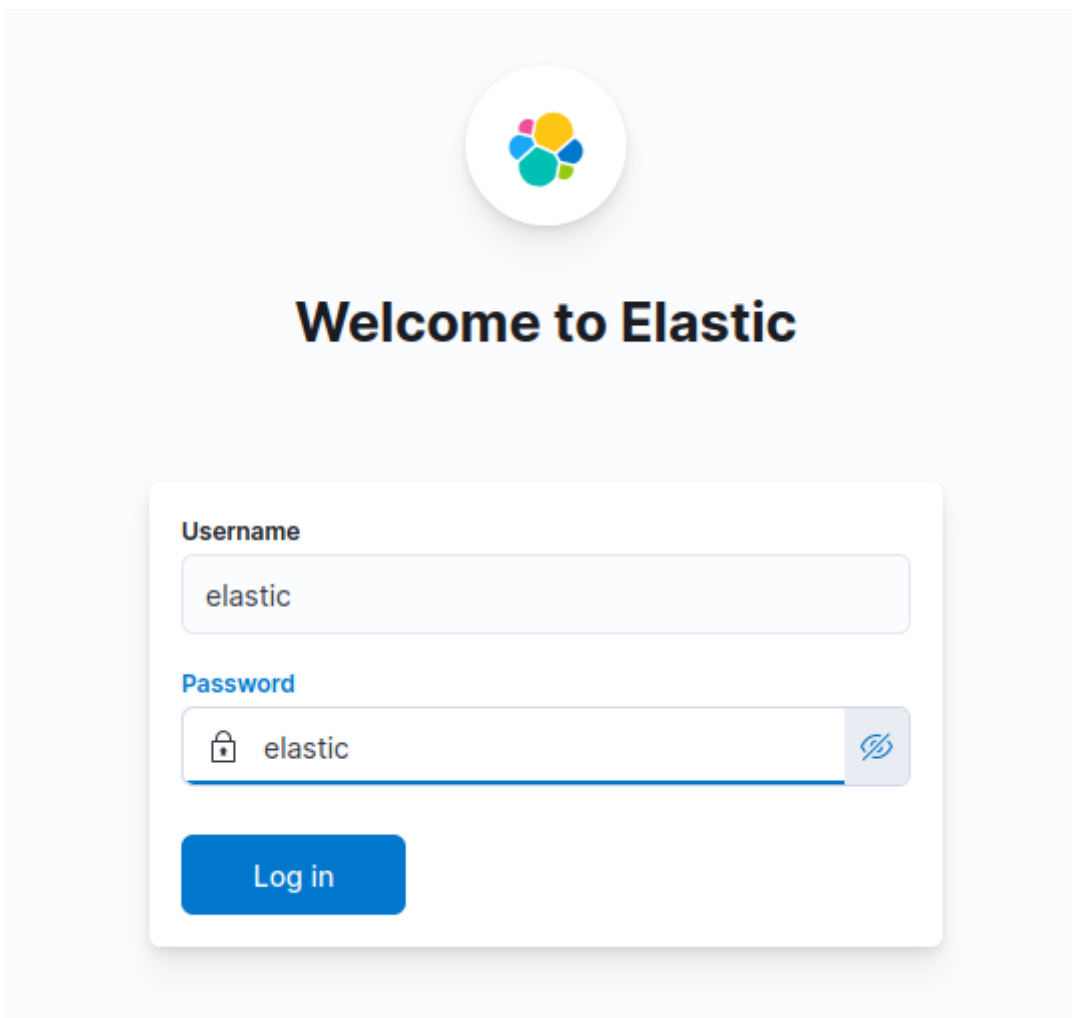 Welcome to Elastic
Username
elastic
Password
elastic
Log in